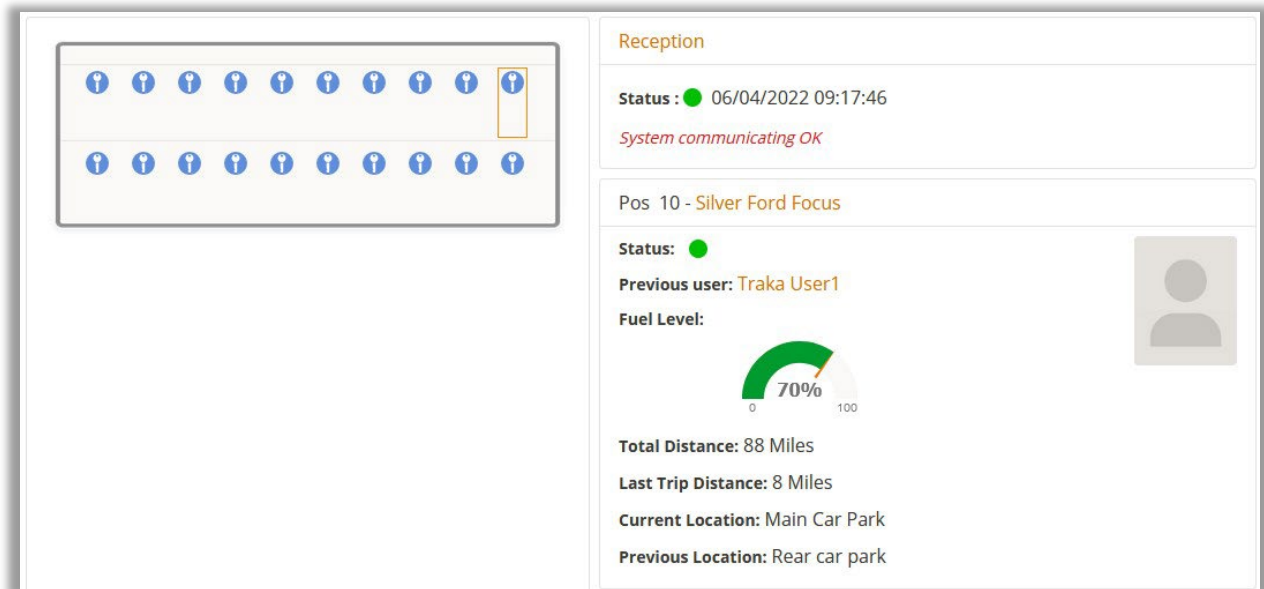 Reception
Status : 06/04/2022 09:17:46
System communicating OK
Pos 10 - Silver Ford Focus
Status:
Previous user: Traka User1
Fuel Level:
70%
0 100
Total Distance: 88 Miles
Last Trip Distance: 8 Miles
Current Location: Main Car Park
Previous Location: Rear car park